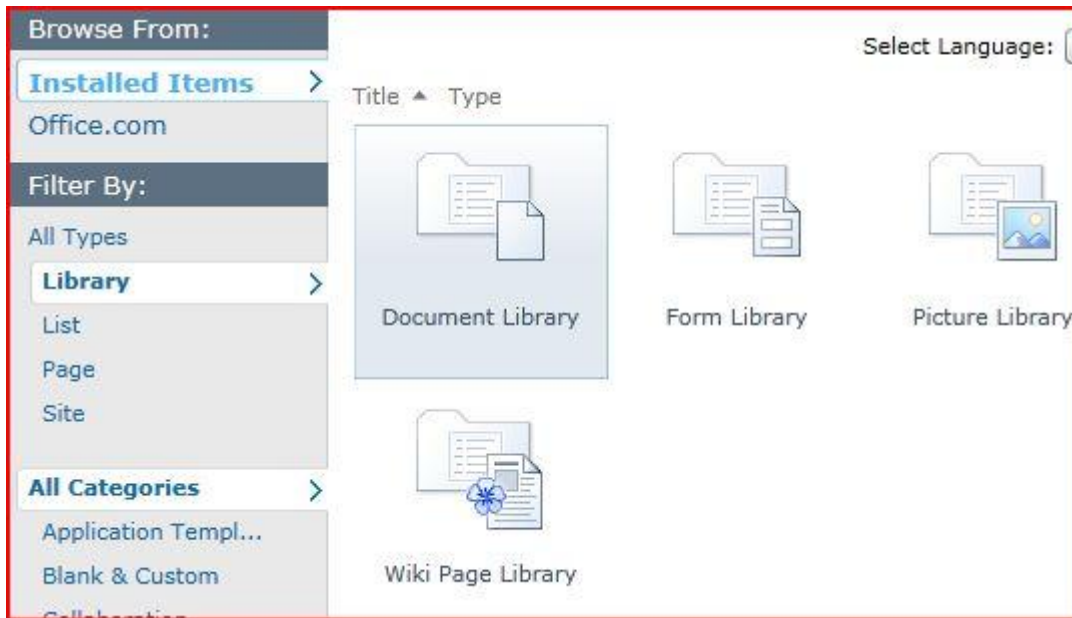 Browse From:
Installed Items
Office.com
Filter By:
All Types
Library
List
Page
Site
All Categories
Application Templ...
Blank & Custom
Collaboration
Select Language:
Title Type
Document Library
Form Library
Picture Library
Wiki Page Library